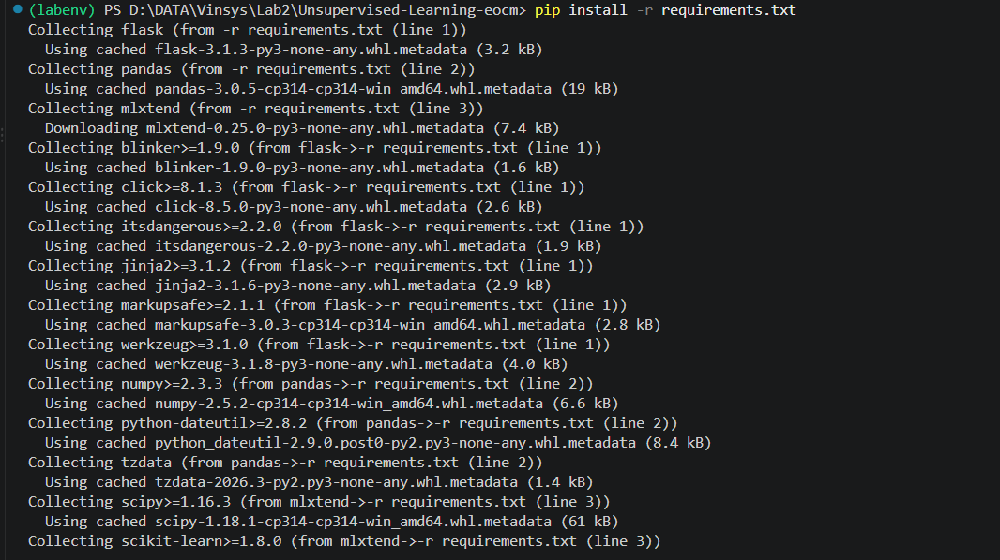 (labenv) PS D:\DATA\Vinsys\Lab2\Unsupervised-Learning-eocm> pip install -r requirements.txt
Collecting flask (from -r requirements.txt (line 1))
  Using cached flask-3.1.3-py3-none-any.whl.metadata (3.2 kB)
Collecting pandas (from -r requirements.txt (line 2))
  Using cached pandas-3.0.5-cp314-cp314-win_amd64.whl.metadata (19 kB)
Collecting mlxtend (from -r requirements.txt (line 3))
  Downloading mlxtend-0.25.0-py3-none-any.whl.metadata (7.4 kB)
Collecting blinker>=1.9.0 (from flask->-r requirements.txt (line 1))
  Using cached blinker-1.9.0-py3-none-any.whl.metadata (1.6 kB)
Collecting click>=8.1.3 (from flask->-r requirements.txt (line 1))
  Using cached click-8.5.0-py3-none-any.whl.metadata (2.6 kB)
Collecting itsdangerous>=2.2.0 (from flask->-r requirements.txt (line 1))
  Using cached itsdangerous-2.2.0-py3-none-any.whl.metadata (1.9 kB)
Collecting jinja2>=3.1.2 (from flask->-r requirements.txt (line 1))
  Using cached jinja2-3.1.6-py3-none-any.whl.metadata (2.9 kB)
Collecting markupsafe>=2.1.1 (from flask->-r requirements.txt (line 1))
  Using cached markupsafe-3.0.3-cp314-cp314-win_amd64.whl.metadata (2.8 kB)
Collecting werkzeug>=3.1.0 (from flask->-r requirements.txt (line 1))
  Using cached werkzeug-3.1.8-py3-none-any.whl.metadata (4.0 kB)
Collecting numpy>=2.3.3 (from pandas->-r requirements.txt (line 2))
  Using cached numpy-2.5.2-cp314-cp314-win_amd64.whl.metadata (6.6 kB)
Collecting python-dateutil>=2.8.2 (from pandas->-r requirements.txt (line 2))
  Using cached python_dateutil-2.9.0.post0-py2.py3-none-any.whl.metadata (8.4 kB)
Collecting tzdata (from pandas->-r requirements.txt (line 2))
  Using cached tzdata-2026.3-py2.py3-none-any.whl.metadata (1.4 kB)
Collecting scipy>=1.16.3 (from mlxtend->-r requirements.txt (line 3))
  Using cached scipy-1.18.1-cp314-cp314-win_amd64.whl.metadata (61 kB)
Collecting scikit-learn>=1.8.0 (from mlxtend->-r requirements.txt (line 3))